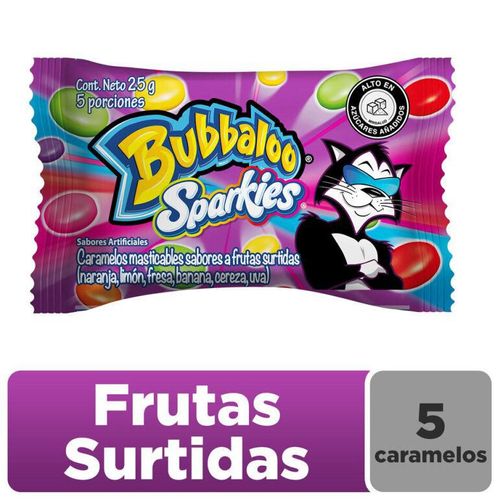 Cont. Neto 25 g
5 porciones
ALTO EN
AZÚCARES AÑADIDOS
MINSALUD
Bubbaloo®
Sparkies®
Sabores Artificiales
Caramelos masticables sabores a frutas surtidas
(naranja, limón, fresa, banana, cereza, uva)
Frutas
Surtidas
5
caramelos